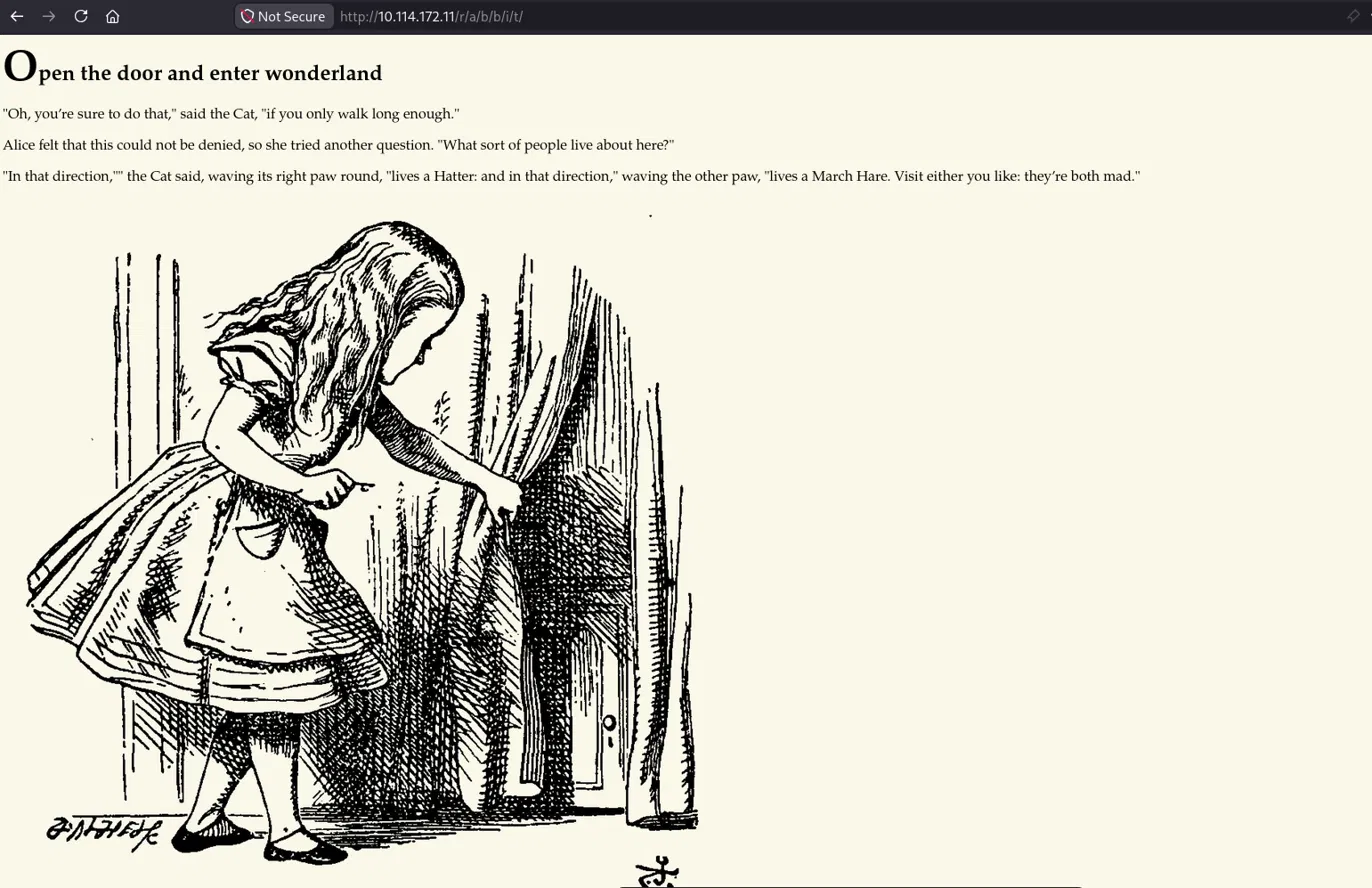 Not Secure http://10.114.172.11/r/a/b/b/i/t/
Open the door and enter wonderland
"Oh, you’re sure to do that," said the Cat, "if you only walk long enough."
Alice felt that this could not be denied, so she tried another question. "What sort of people live about here?"
"In that direction,"" the Cat said, waving its right paw round, "lives a Hatter: and in that direction," waving the other paw, "lives a March Hare. Visit either you like: they’re both mad."